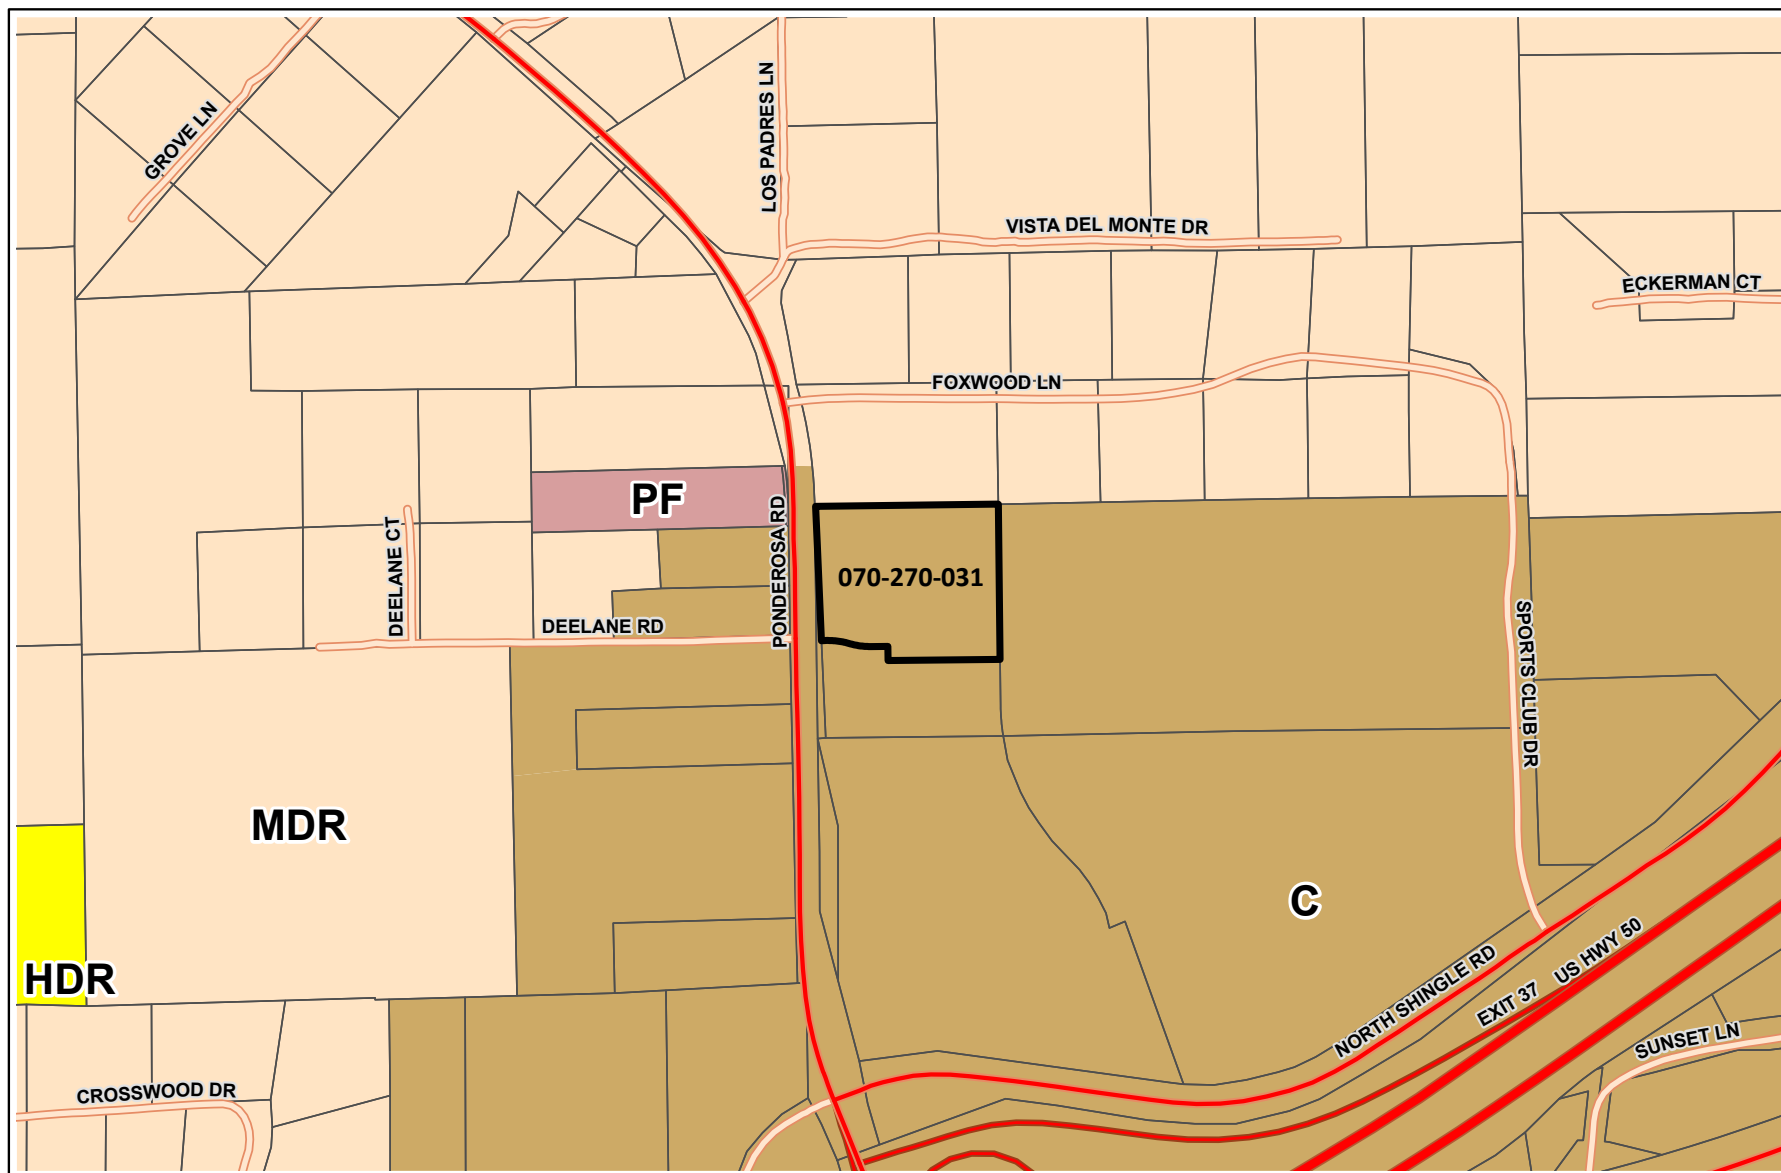 GROVE LN
LOS PADRES LN
VISTA DEL MONTE DR
ECKERMAN CT
FOXWOOD LN
PF
PONDEROSA RD
070-270-031
DEELANE CT
DEELANE RD
SPORTS CLUB DR
MDR
C
HDR
NORTH SHINGLE RD
EXIT 37
US HWY 50
SUNSET LN
CROSSWOOD DR